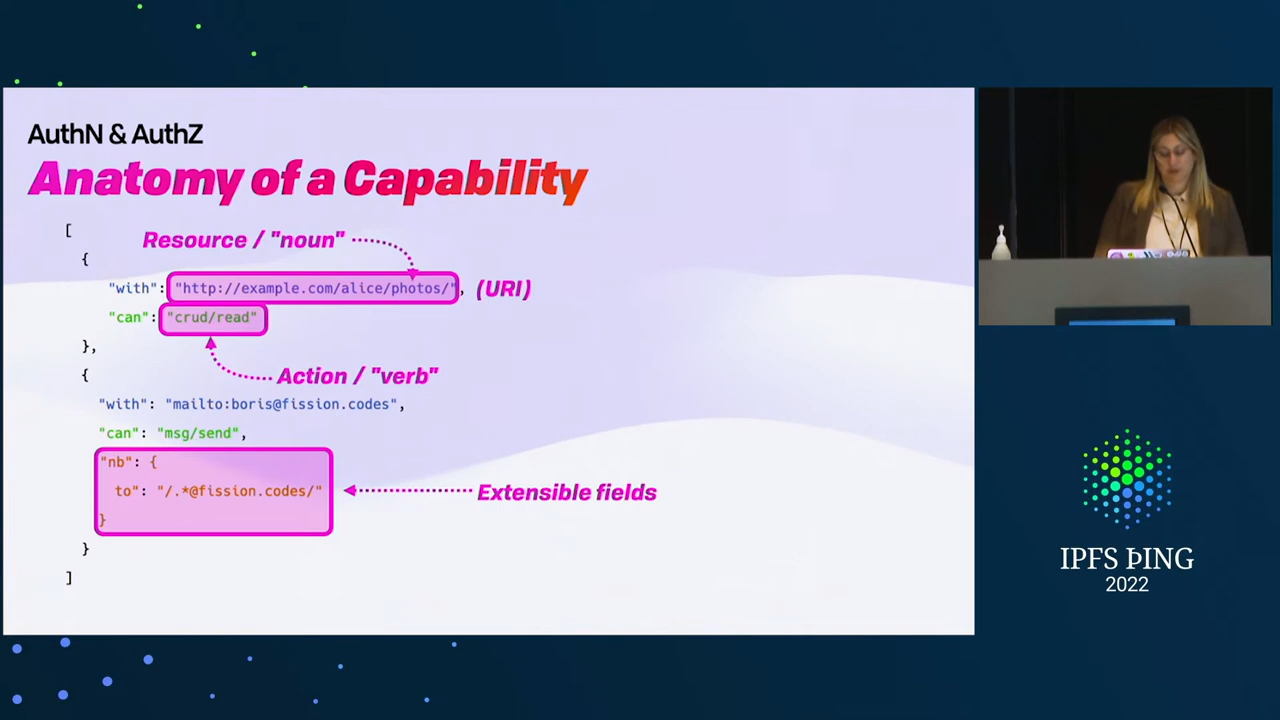 AuthN & AuthZ
Anatomy of a Capability
[
Resource / "noun"
{
"with": "http://example.com/alice/photos/", (URI)
"can": "crud/read"
},
Action / "verb"
{
"with": "mailto:boris@fission.codes",
"can": "msg/send",
"nb": {
to": "/.*@fission.codes/"
Extensible fields
}
}
]
IPFS ÞING
2022